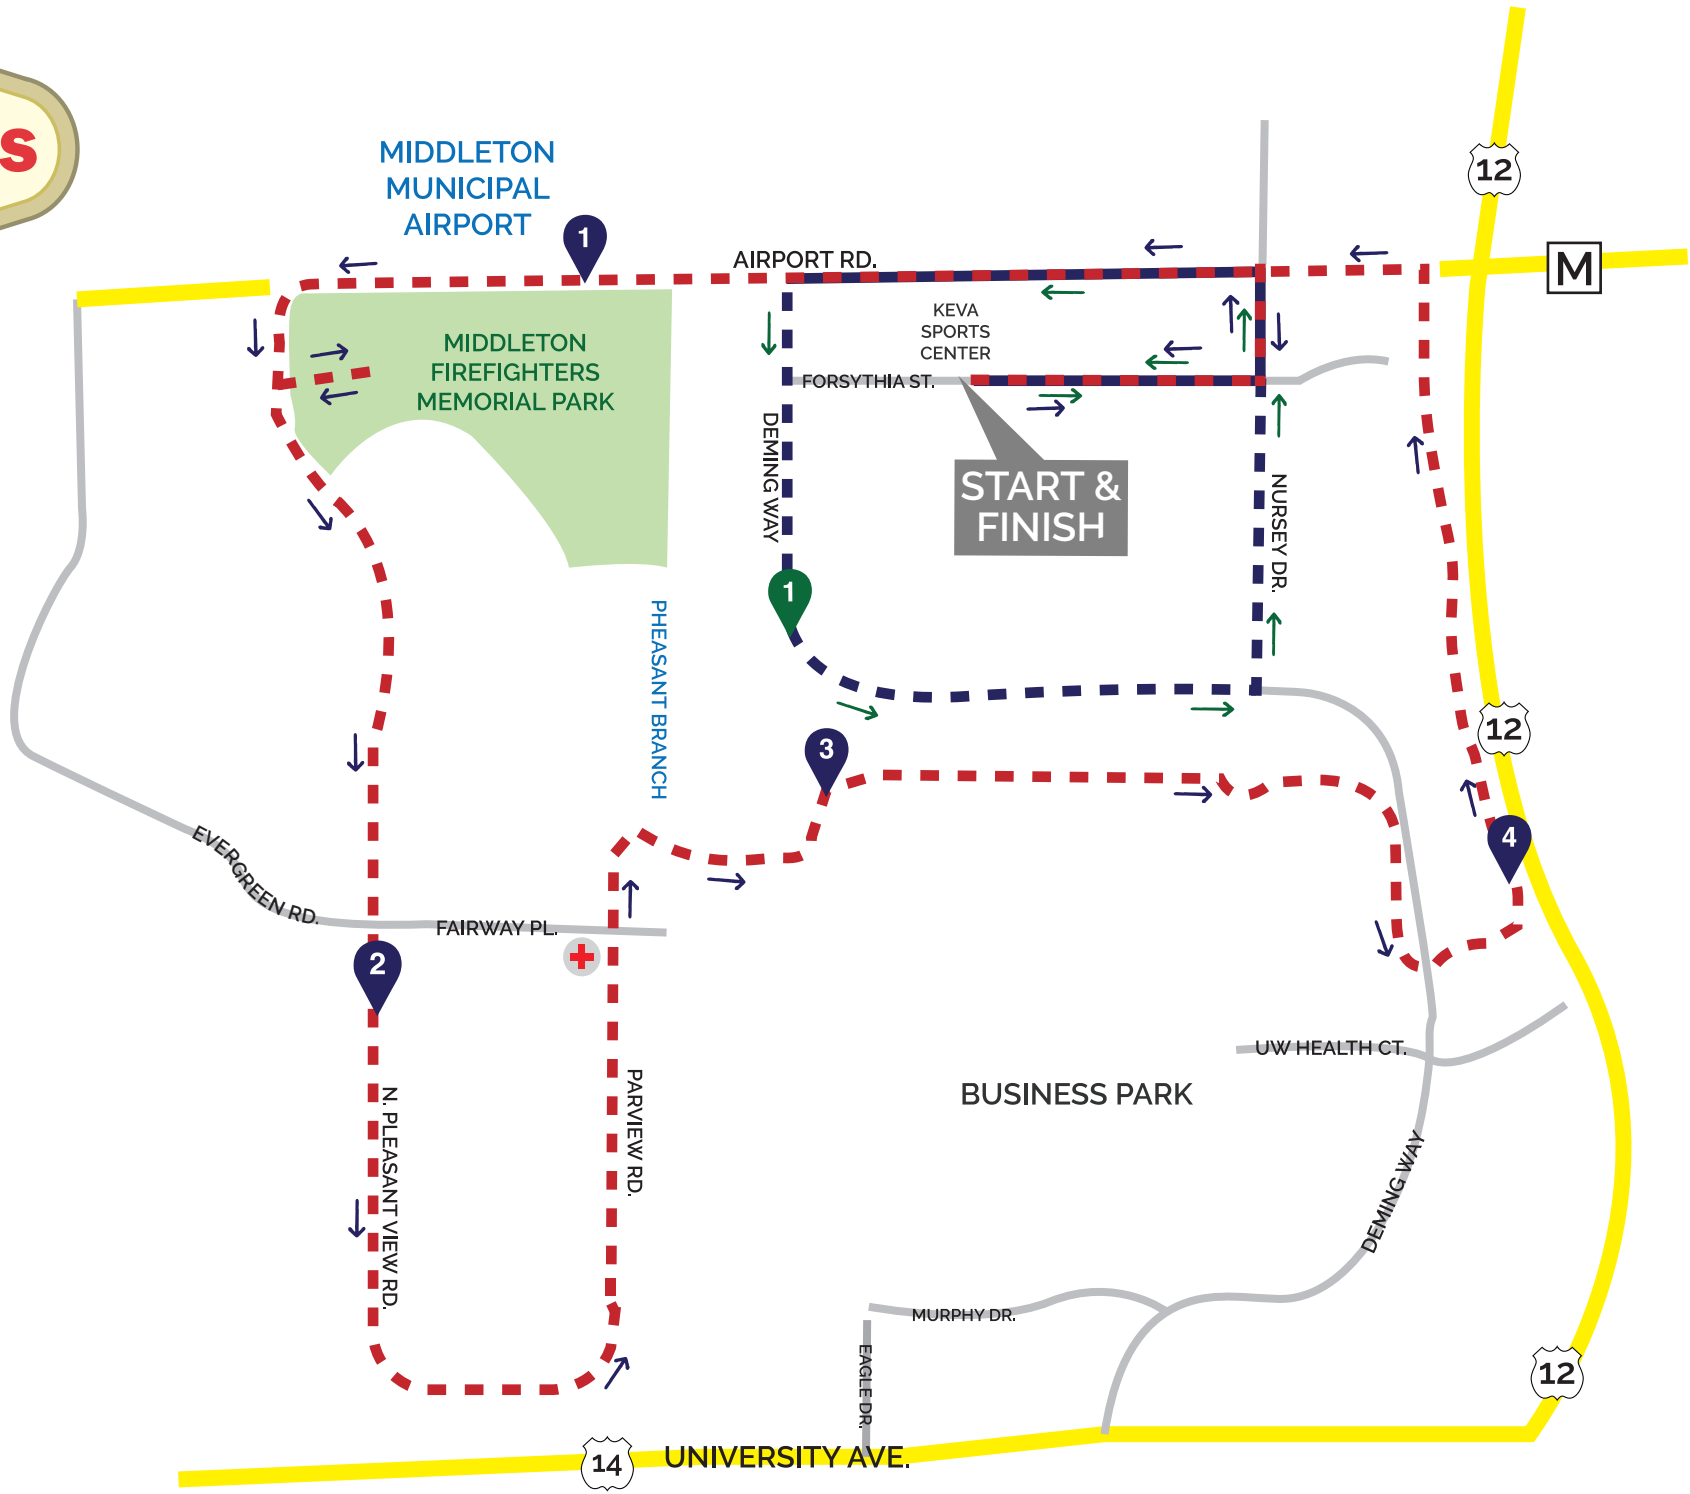 S
MIDDLETON
MUNICIPAL
AIRPORT
1
12
AIRPORT RD.
M
KEVA
SPORTS
CENTER
MIDDLETON
FIREFIGHTERS
MEMORIAL PARK
FORSYTHIA ST.
DEMING WAY
START &
FINISH
NURSEY DR.
1
PHEASANT BRANCH
12
3
4
EVERGREEN RD.
FAIRWAY PL.
2
UW HEALTH CT.
BUSINESS PARK
N. PLEASANT VIEW RD.
PARVIEW RD.
DEMING WAY
MURPHY DR.
EAGLE DR.
12
14
UNIVERSITY AVE.